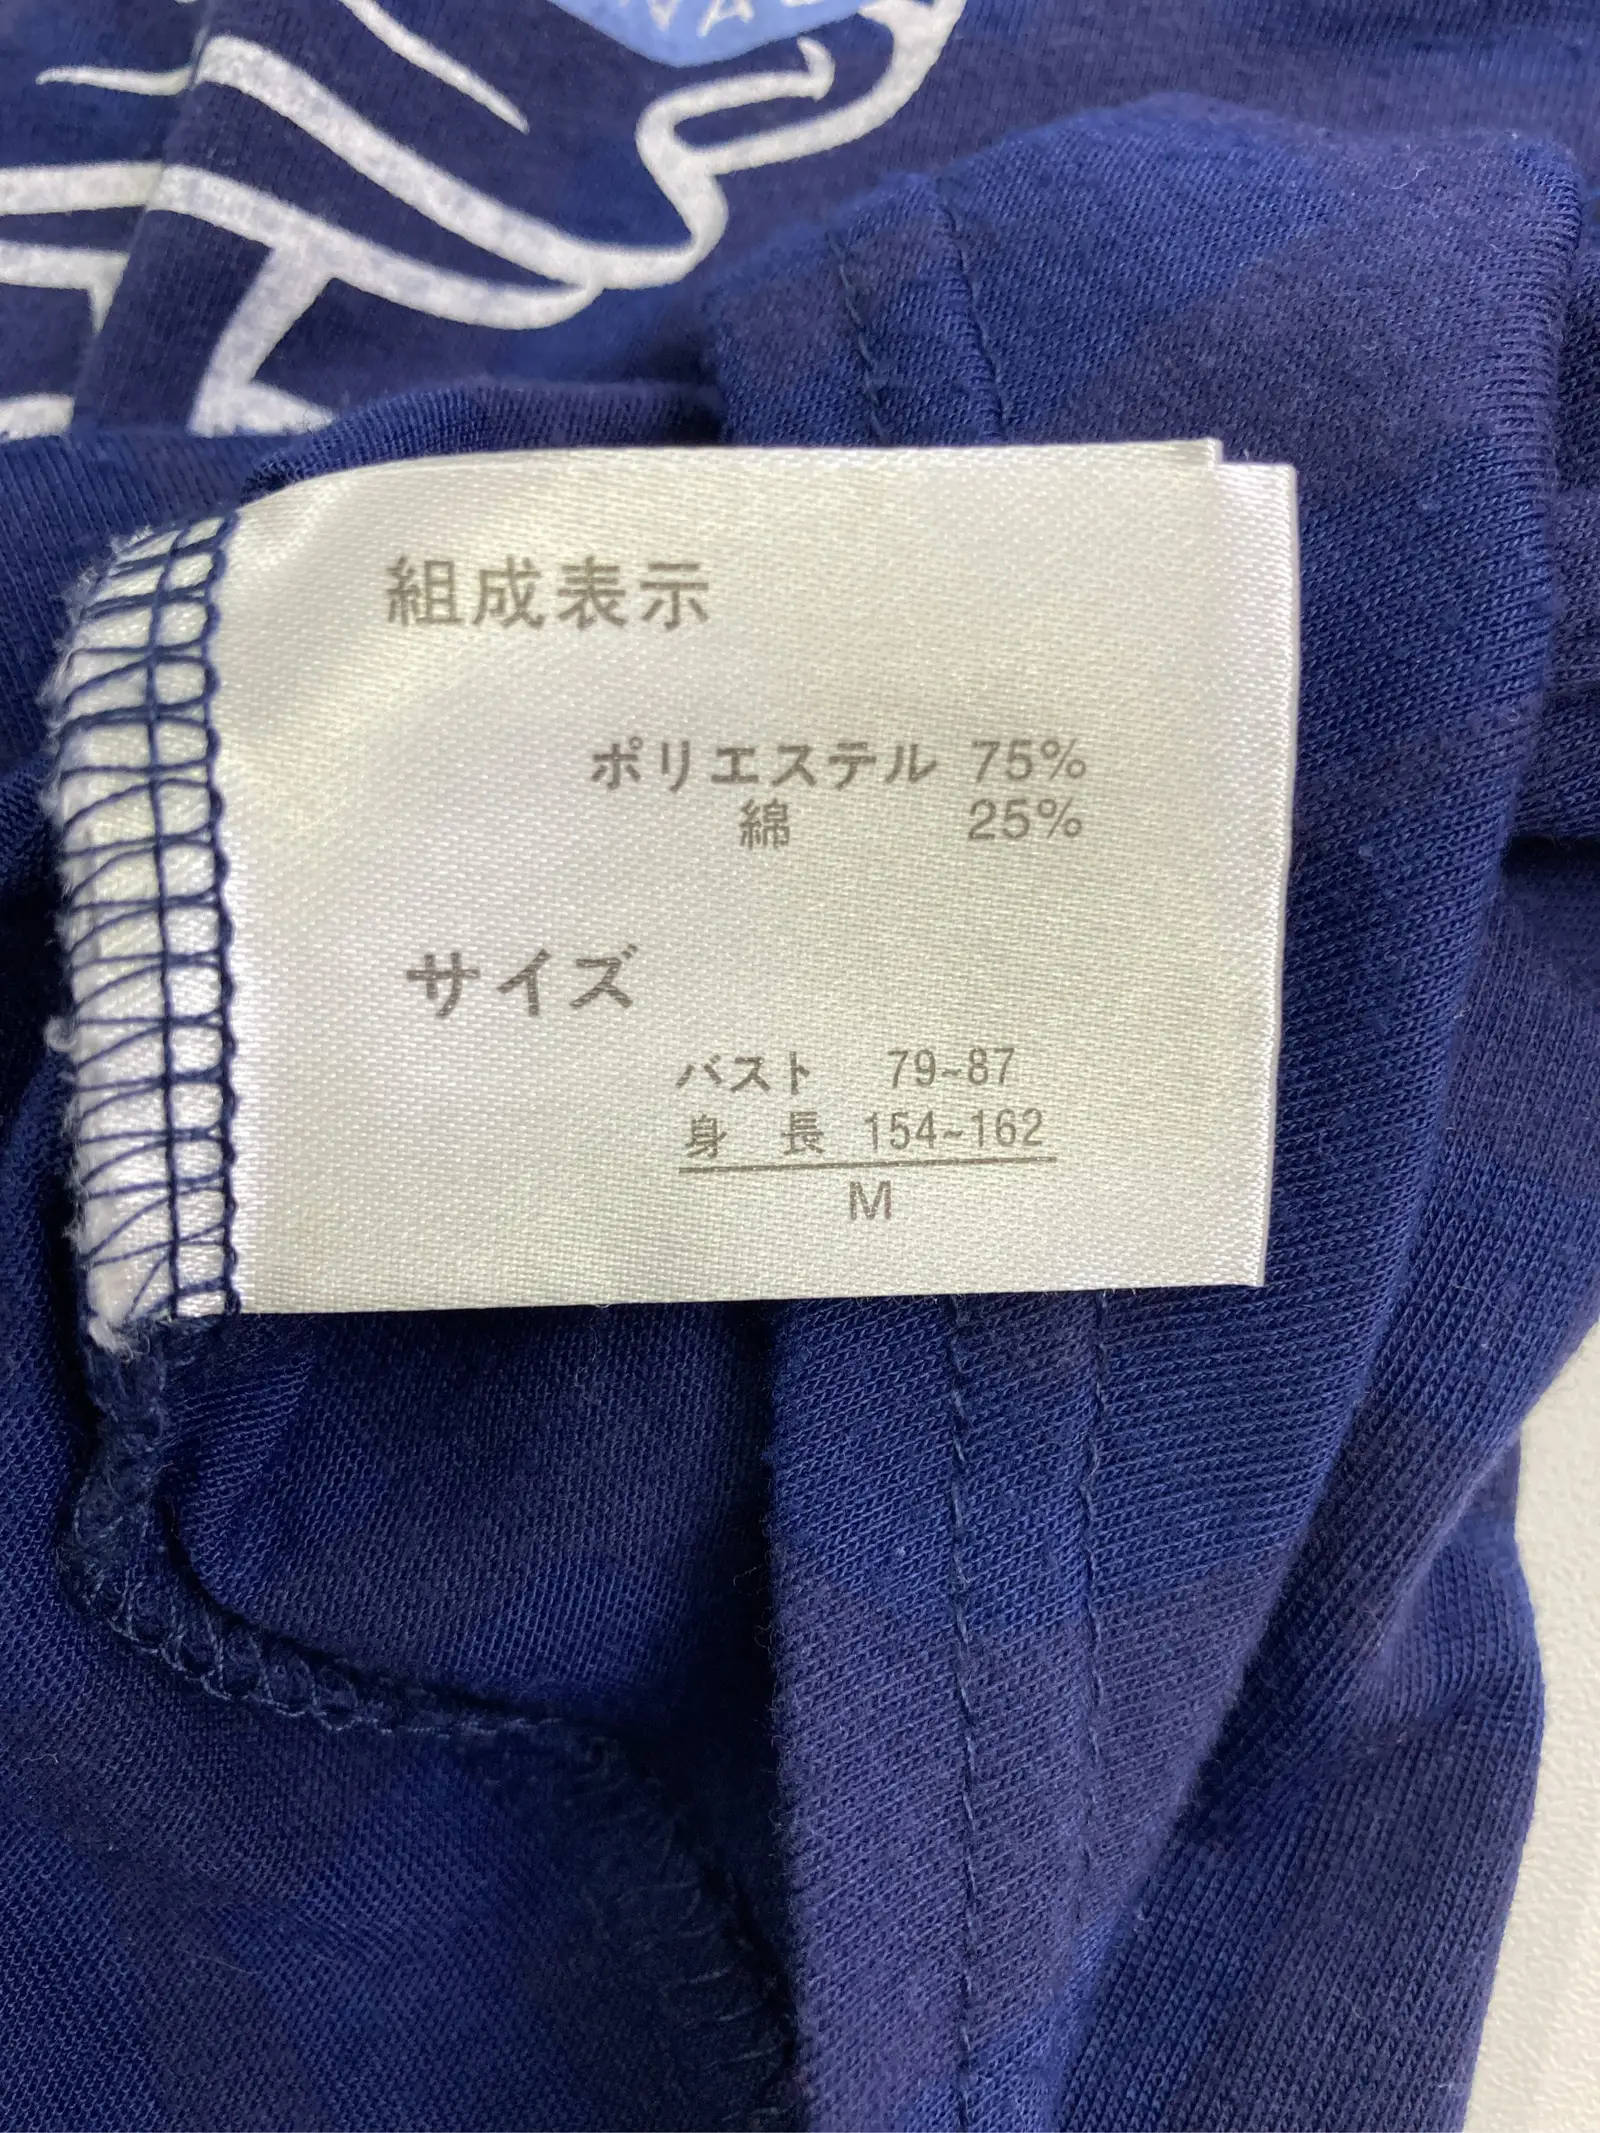 組成表示
ポリエステル 75%
綿 25%
サイズ
バスト 79~87
身 長 154~162
M